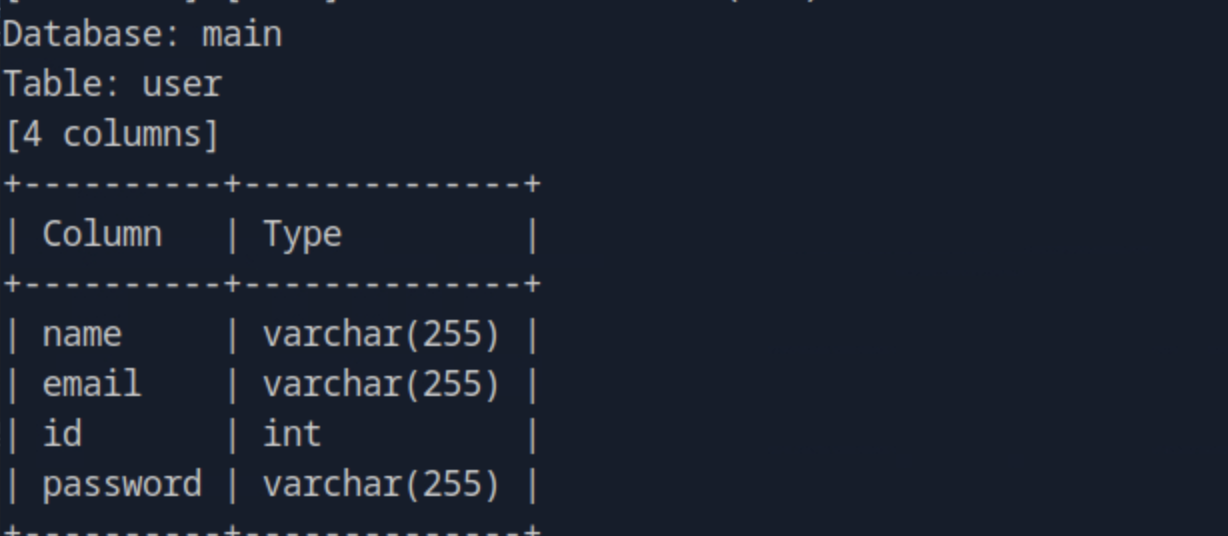 Database: main
Table: user
[4 columns]
+----------+--------------+
| Column   | Type         |
+----------+--------------+
| name     | varchar(255) |
| email    | varchar(255) |
| id       | int          |
| password | varchar(255) |
+----------+--------------+